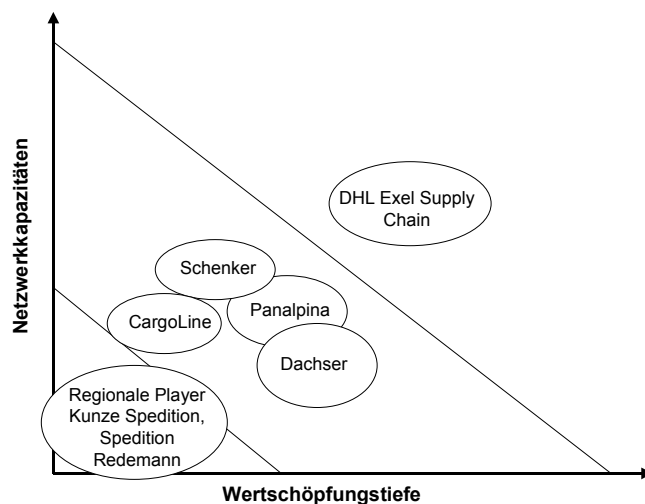 Netzwerkkapazitäten
DHL Exel Supply
Chain
Schenker
Panalpina
CargoLine
Dachser
Regionale Player
Kunze Spedition,
Spedition
Redemann
Wertschöpfungstiefe